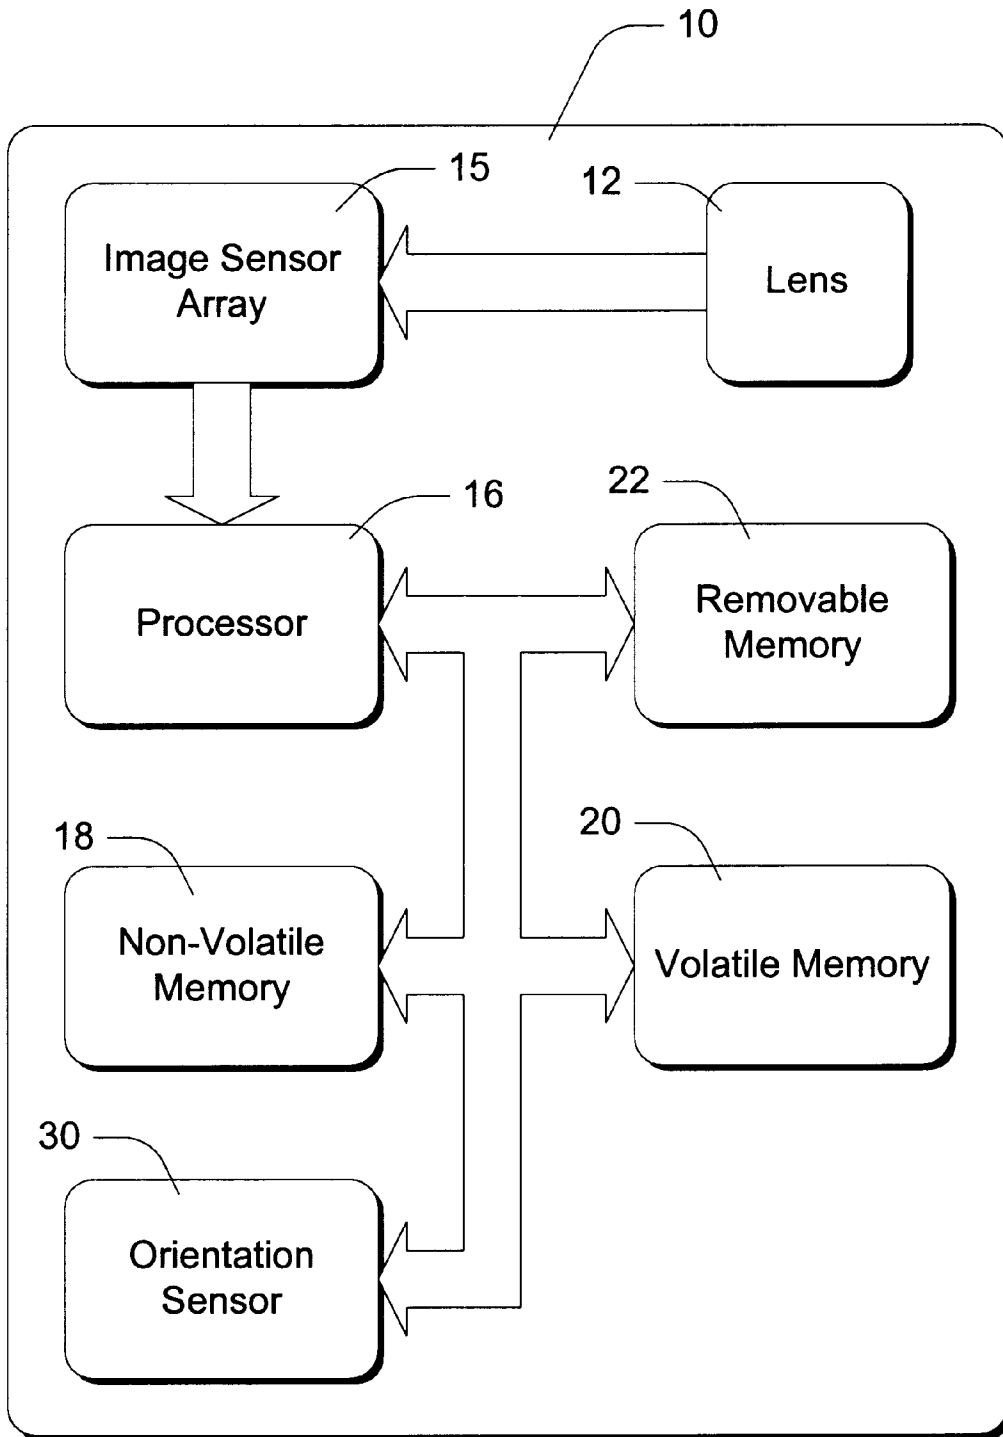 10
15
12
Image Sensor
Array
Lens
16
22
Processor
Removable
Memory
18
20
Non-Volatile
Memory
Volatile Memory
30
Orientation
Sensor